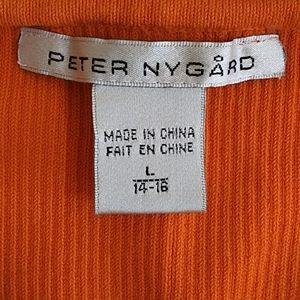 PETER NYGÅRD
MADE IN CHINA
FAIT EN CHINE
L
14-16